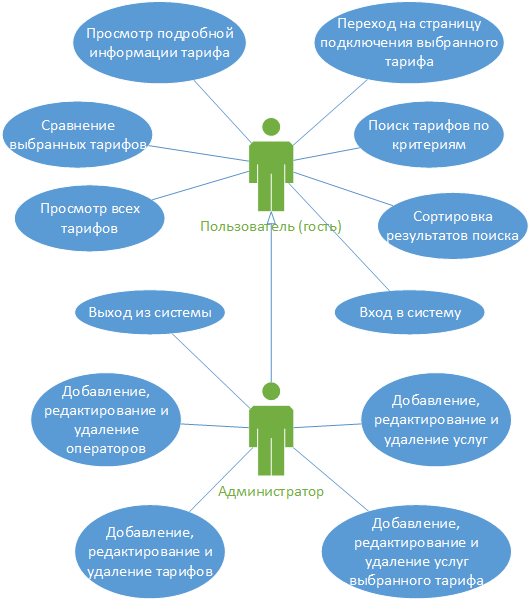 Просмотр подробной
информации тарифа
Переход на страницу
подключения выбранного
тарифа
Сравнение
выбранных тарифов
Поиск тарифов по
критериям
Просмотр всех
тарифов
Сортировка
результатов поиска
Пользователь (гость)
Выход из системы
Вход в систему
Добавление,
редактирование и
удаление
операторов
Добавление,
редактирование и
удаление услуг
Администратор
Добавление,
редактирование и
удаление тарифов
Добавление,
редактирование и
удаление услуг
выбранного тарифа